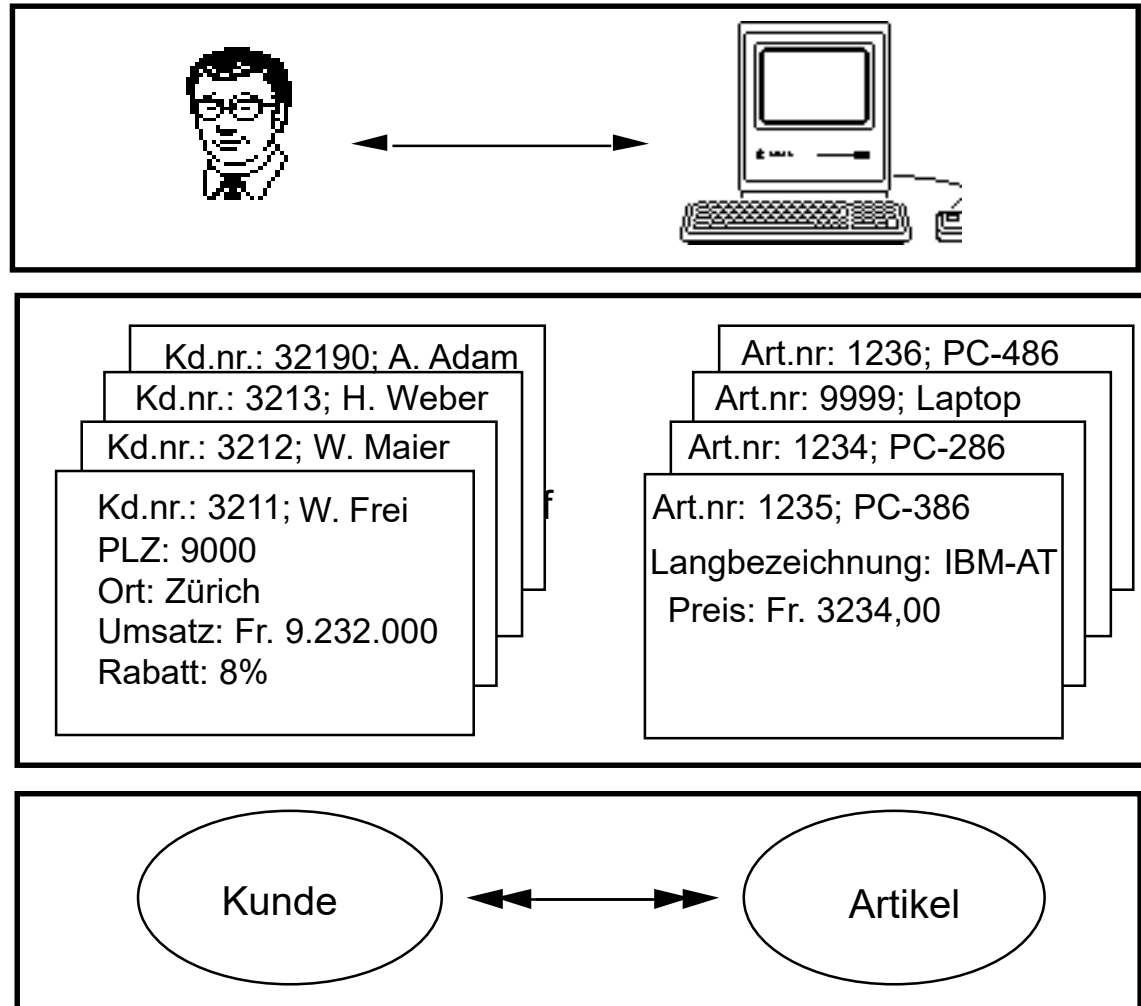 Kd.nr.: 32190; A. Adam
Kd.nr.: 3213; H. Weber
Kd.nr.: 3212; W. Maier
Kd.nr.: 3211; W. Frei
f
PLZ: 9000
Ort: Zürich
Umsatz: Fr. 9.232.000
Rabatt: 8%
Art.nr: 1236; PC-486
Art.nr: 9999; Laptop
Art.nr: 1234; PC-286
Art.nr: 1235; PC-386
Langbezeichnung: IBM-AT
Preis: Fr. 3234,00
Kunde
Artikel